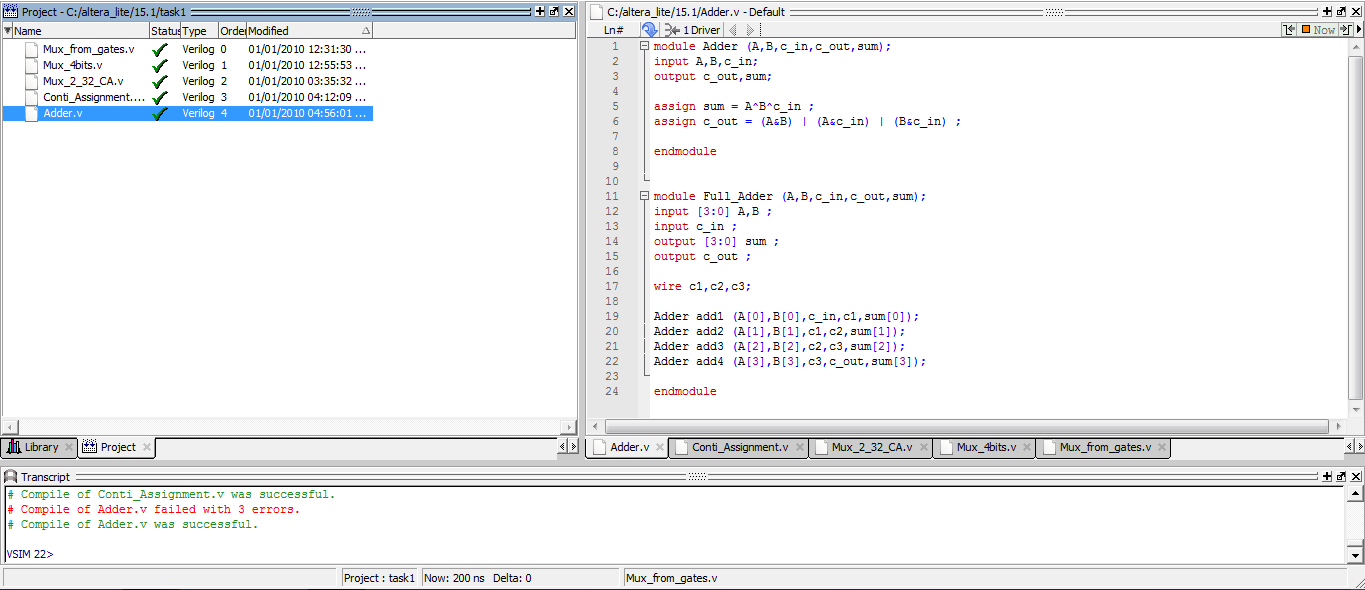 Project - C:/altera_lite/15.1/task1
Name Status Type Order Modified
Mux_from_gates.v Verilog 0 01/01/2010 12:31:30 ...
Mux_4bits.v Verilog 1 01/01/2010 12:55:53 ...
Mux_2_32_CA.v Verilog 2 01/01/2010 03:35:32 ...
Conti_Assignment.... Verilog 3 01/01/2010 04:12:09 ...
Adder.v Verilog 4 01/01/2010 04:56:01 ...
Library Project
C:/altera_lite/15.1/Adder.v - Default
Ln# 1 Driver Now
1 module Adder (A,B,c_in,c_out,sum);
2 input A,B,c_in;
3 output c_out,sum;
4
5 assign sum = A^B^c_in ;
6 assign c_out = (A&B) | (A&c_in) | (B&c_in) ;
7
8 endmodule
9
10
11 module Full_Adder (A,B,c_in,c_out,sum);
12 input [3:0] A,B ;
13 input c_in ;
14 output [3:0] sum ;
15 output c_out ;
16
17 wire c1,c2,c3;
18
19 Adder add1 (A[0],B[0],c_in,c1,sum[0]);
20 Adder add2 (A[1],B[1],c1,c2,sum[1]);
21 Adder add3 (A[2],B[2],c2,c3,sum[2]);
22 Adder add4 (A[3],B[3],c3,c_out,sum[3]);
23
24 endmodule
Adder.v Conti_Assignment.v Mux_2_32_CA.v Mux_4bits.v Mux_from_gates.v
Transcript
# Compile of Conti_Assignment.v was successful.
# Compile of Adder.v failed with 3 errors.
# Compile of Adder.v was successful.
VSIM 22>
Project : task1 Now: 200 ns Delta: 0 Mux_from_gates.v